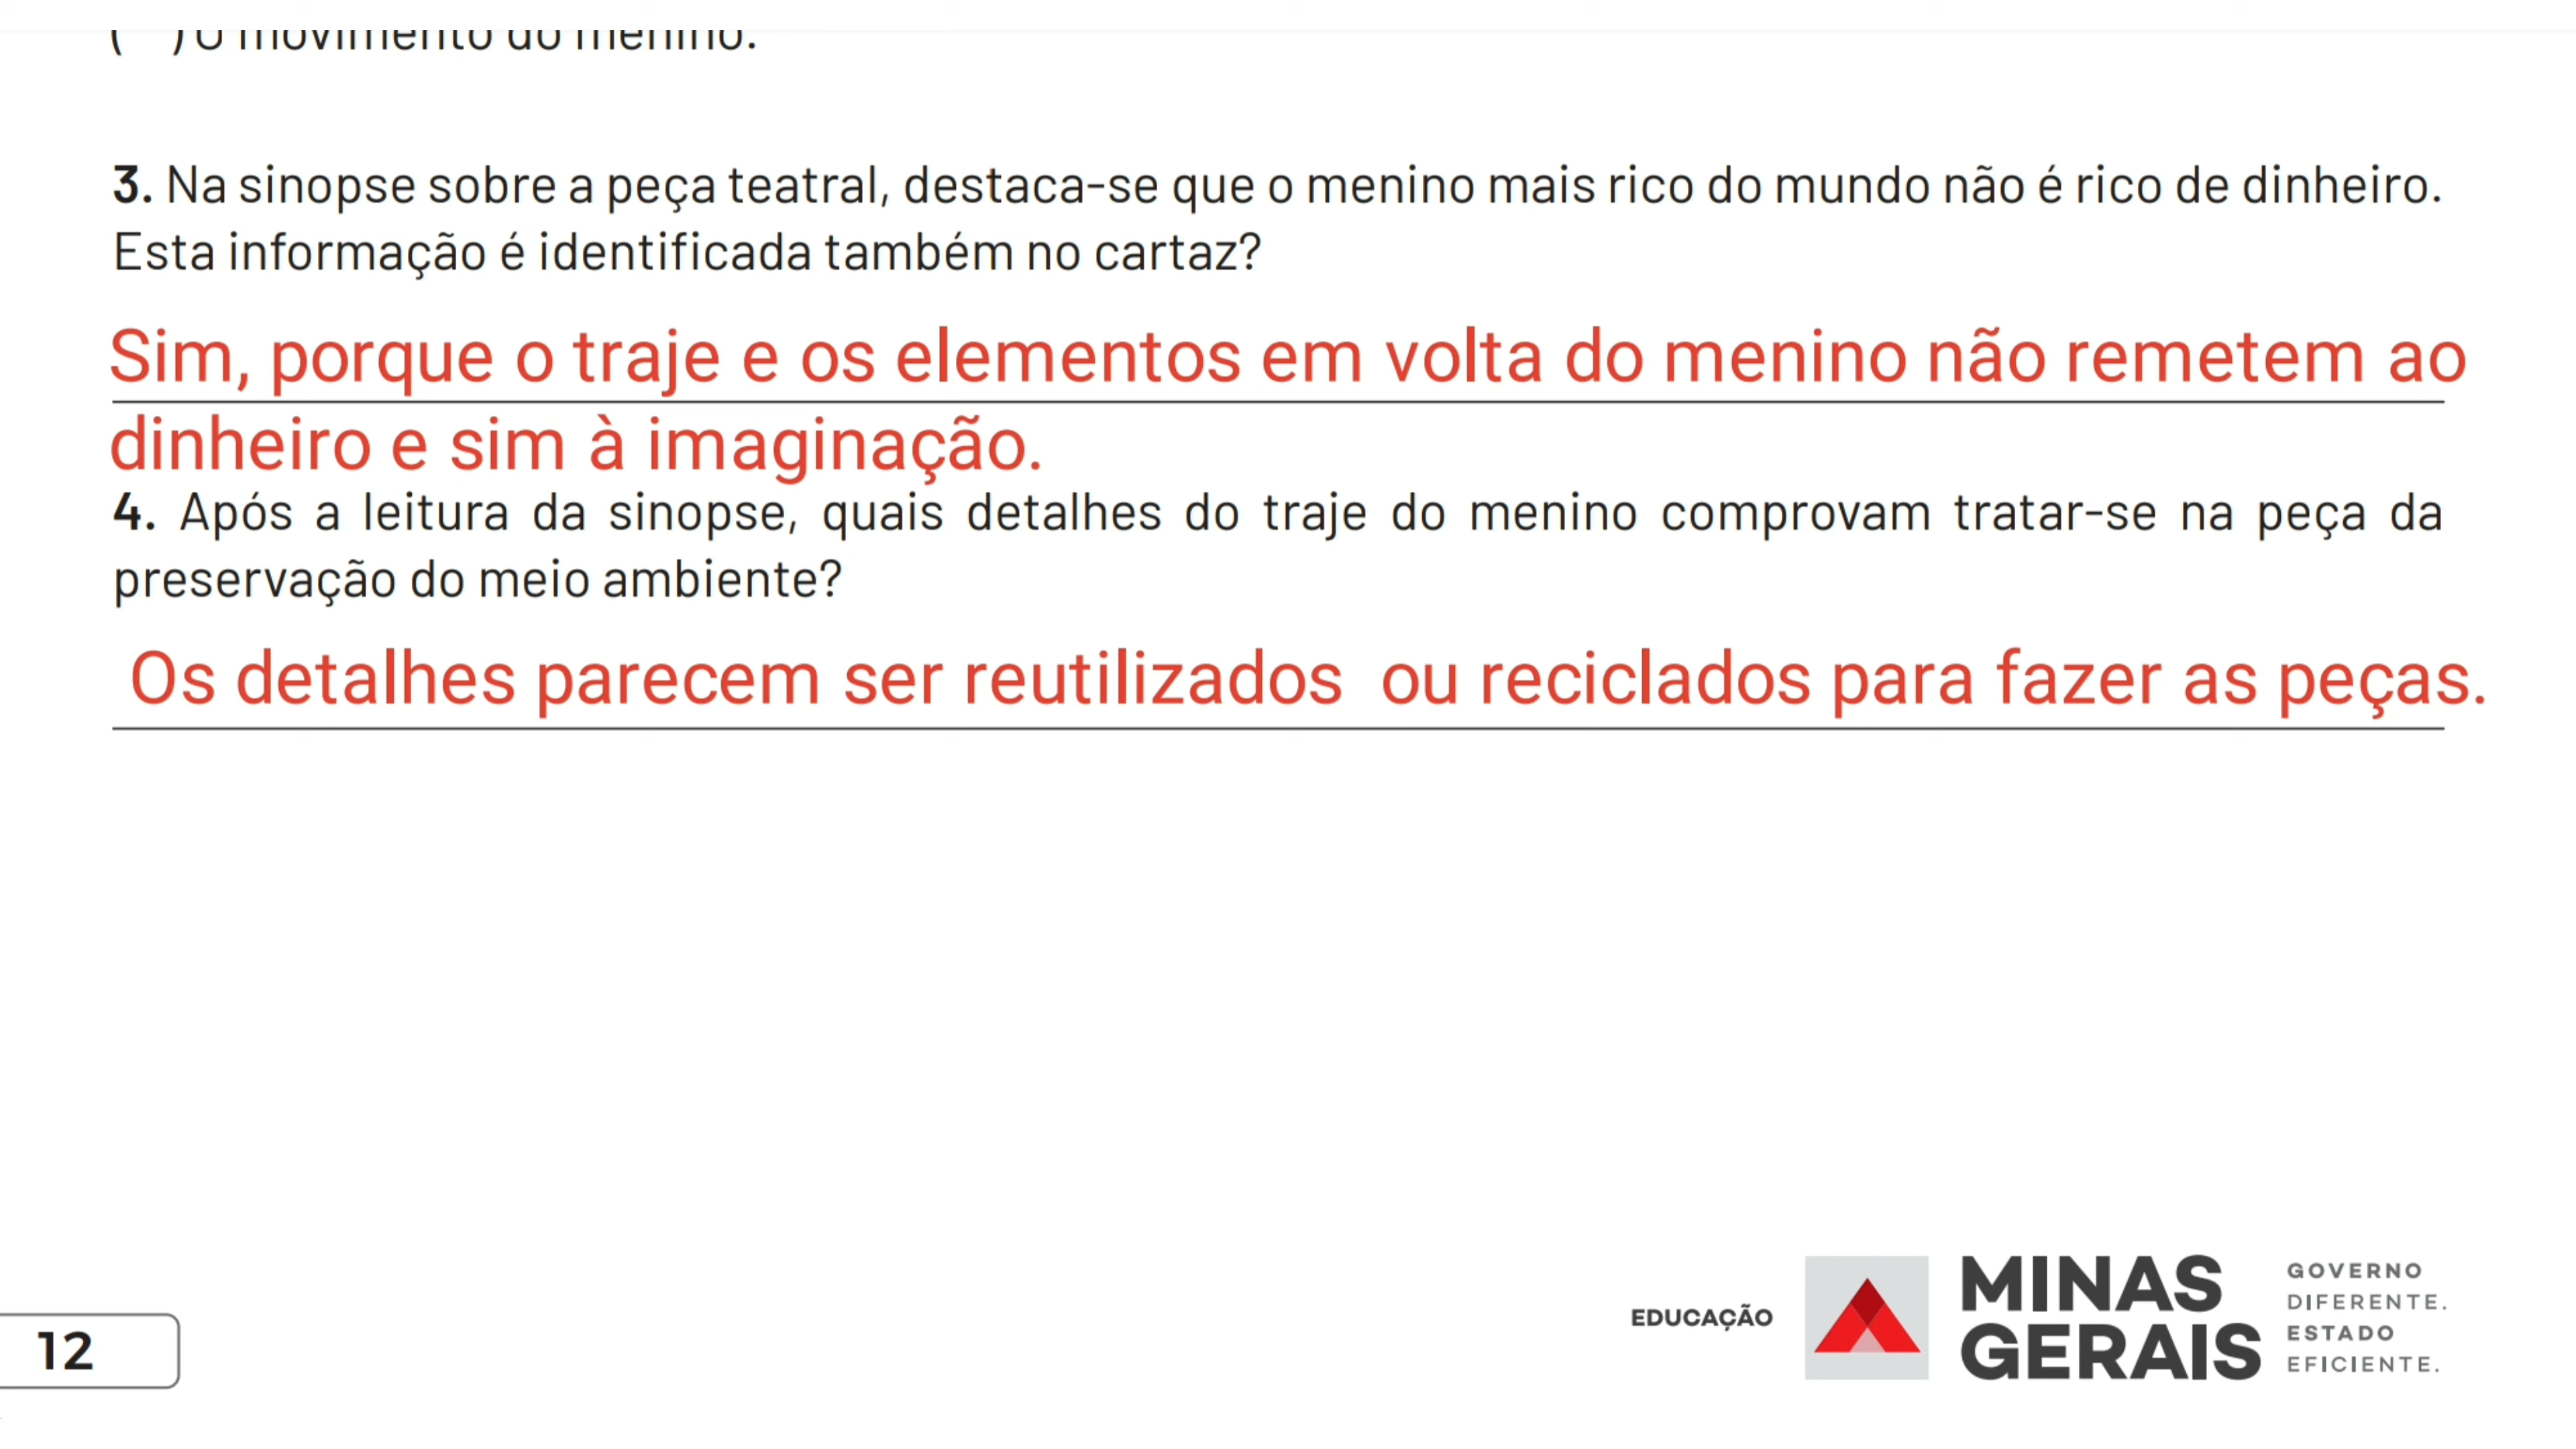 ( ) O movimento do menino.
3. Na sinopse sobre a peça teatral, destaca-se que o menino mais rico do mundo não é rico de dinheiro.
Esta informação é identificada também no cartaz?
Sim, porque o traje e os elementos em volta do menino não remetem ao
dinheiro e sim à imaginação.
4. Após a leitura da sinopse, quais detalhes do traje do menino comprovam tratar-se na peça da
preservação do meio ambiente?
Os detalhes parecem ser reutilizados ou reciclados para fazer as peças.
12
EDUCAÇÃO
MINAS
GERAIS
GOVERNO
DIFERENTE.
ESTADO
EFICIENTE.